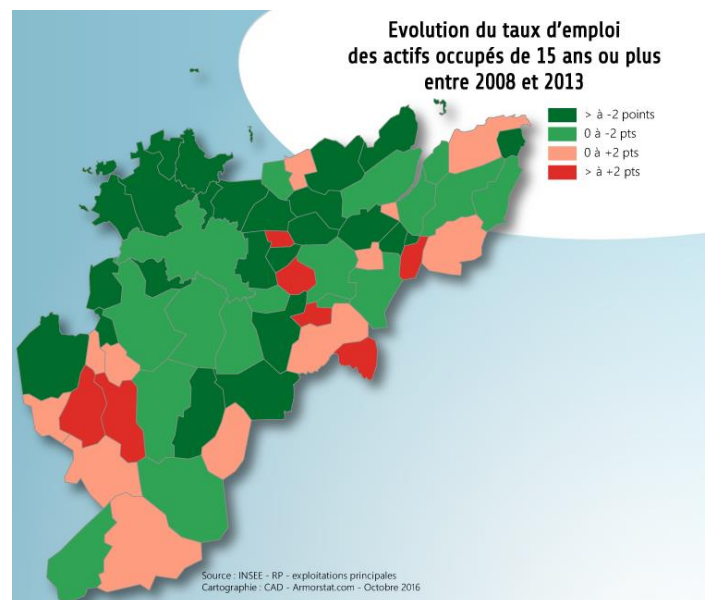 Evolution du taux d'emploi
des actifs occupés de 15 ans ou plus
entre 2008 et 2013
> à -2 points
0 à -2 pts
0 à +2 pts
> à +2 pts
Source : INSEE - RP - exploitations principales
Cartographie : CAD - Armorstat.com - Octobre 2016